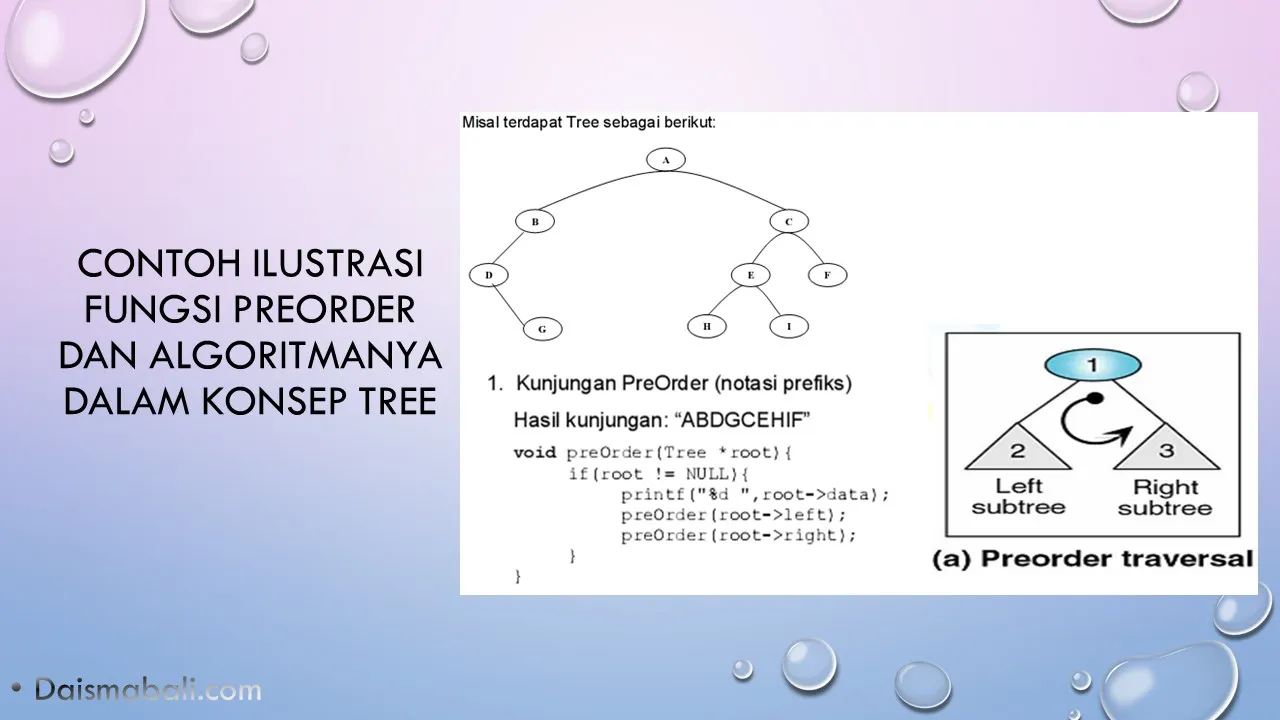 CONTOH ILUSTRASI
FUNGSI PREORDER
DAN ALGORITMANYA
DALAM KONSEP TREE
Misal terdapat Tree sebagai berikut:
A
B
C
D
E
F
G
H
I
1. Kunjungan PreOrder (notasi prefiks)
Hasil kunjungan: “ABDGCEHIF”
void preOrder(Tree *root){
if(root != NULL){
printf("%d ",root->data);
preOrder(root->left);
preOrder(root->right);
}
}
1
2
3
Left
subtree
Right
subtree
(a) Preorder traversal
• Daismabali.com